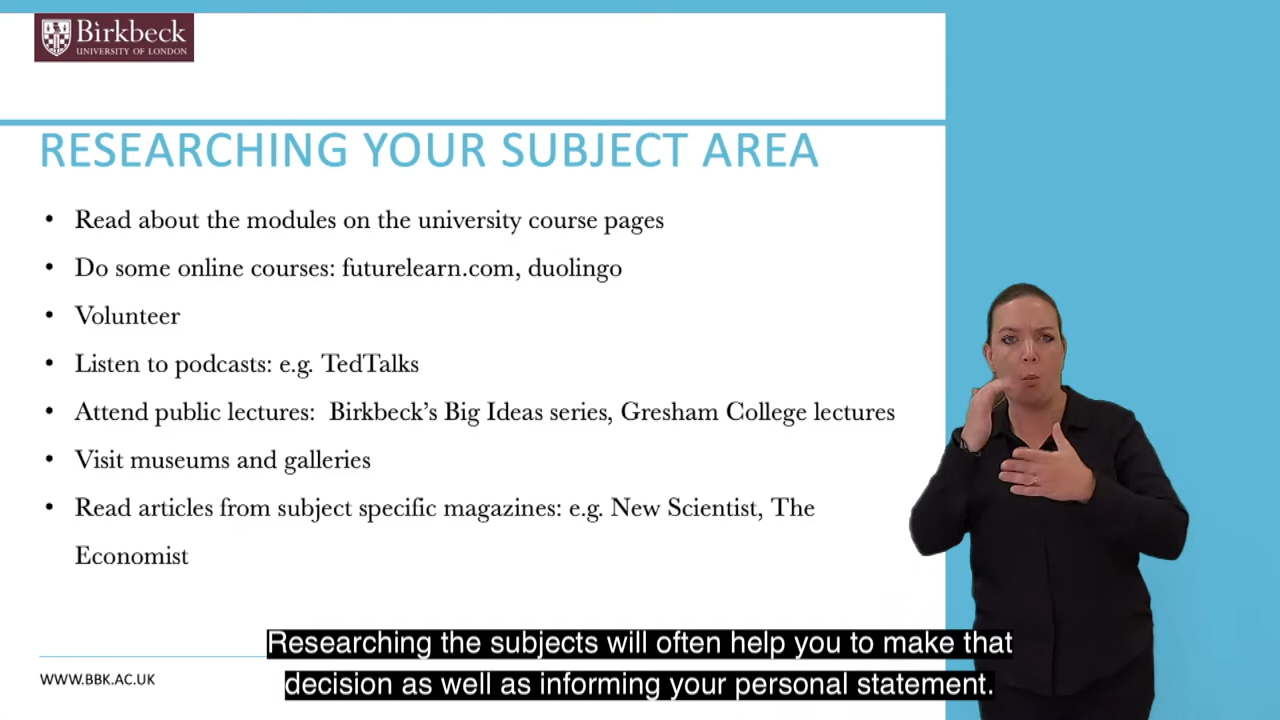 Birkbeck
UNIVERSITY OF LONDON
RESEARCHING YOUR SUBJECT AREA
• Read about the modules on the university course pages
• Do some online courses: futurelearn.com, duolingo
• Volunteer
• Listen to podcasts: e.g. TedTalks
• Attend public lectures:  Birkbeck’s Big Ideas series, Gresham College lectures
• Visit museums and galleries
• Read articles from subject specific magazines: e.g. New Scientist, The
Economist
Researching the subjects will often help you to make that
decision as well as informing your personal statement.
WWW.BBK.AC.UK